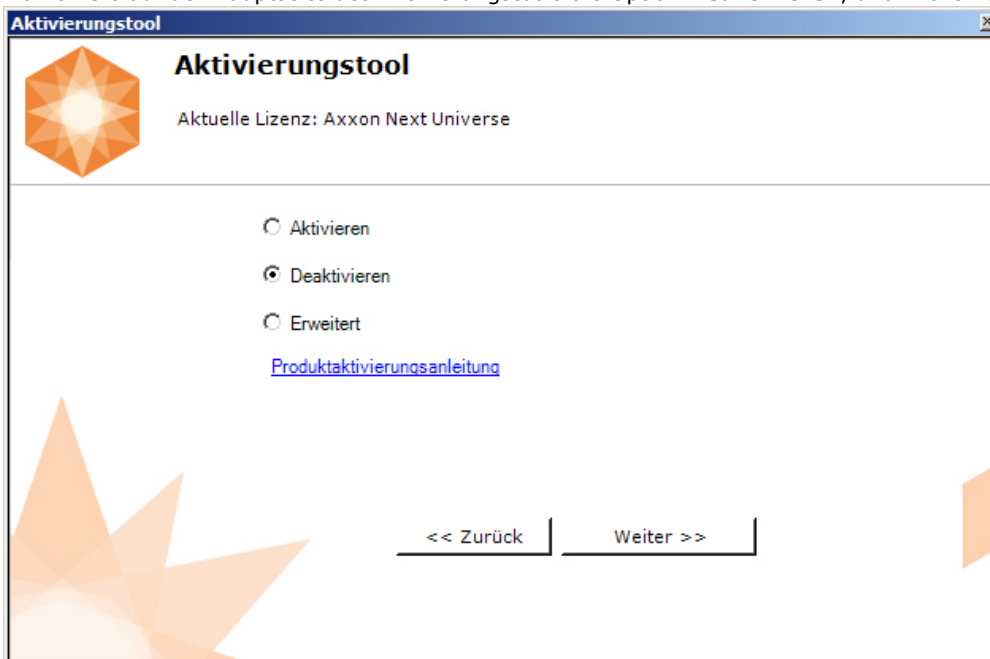 Aktivierungstool
Aktivierungstool
Aktuelle Lizenz: Axxon Next Universe
Aktivieren
Deaktivieren
Erweitert
Produktaktivierungsanleitung
<< Zurück
Weiter >>